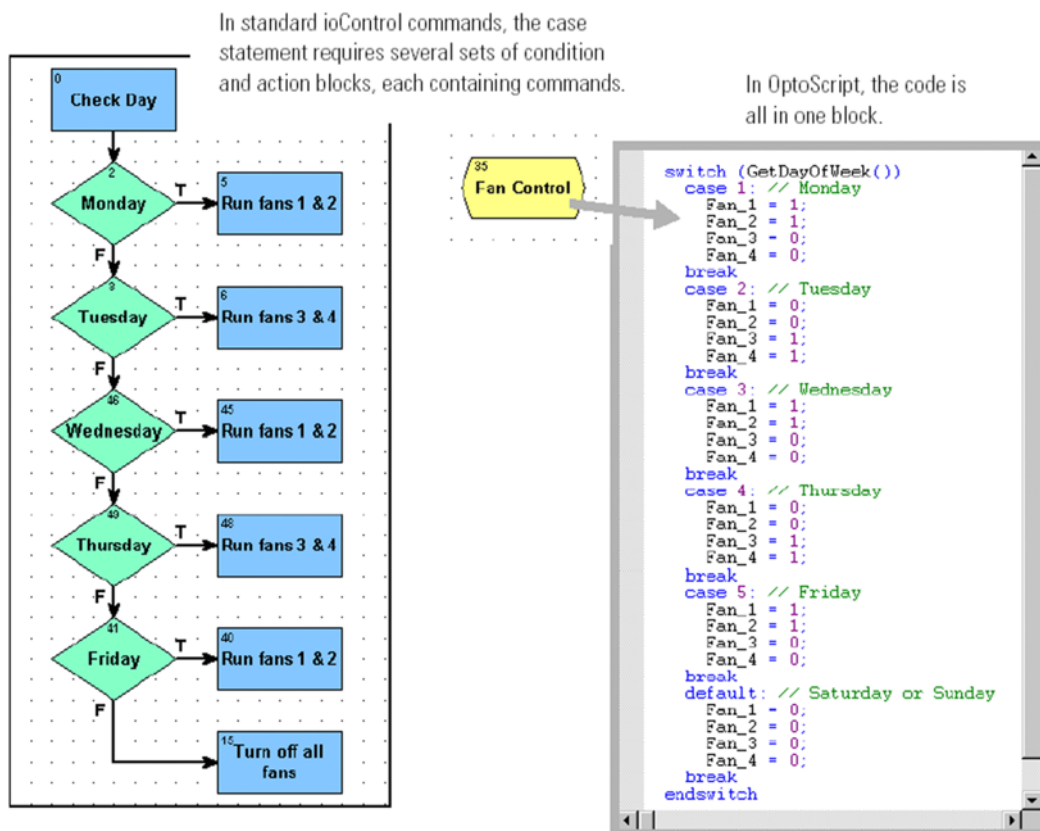 In standard ioControl commands, the case
statement requires several sets of condition
and action blocks, each containing commands.
In OptoScript, the code is
all in one block.
0
Check Day
2
Monday
T
5
Run fans 1 & 2
F
3
Tuesday
T
6
Run fans 3 & 4
F
46
Wednesday
T
45
Run fans 1 & 2
F
49
Thursday
T
48
Run fans 3 & 4
F
41
Friday
T
40
Run fans 1 & 2
F
15
Turn off all
fans
35
Fan Control
switch (GetDayOfWeek())
case 1: // Monday
Fan_1 = 1;
Fan_2 = 1;
Fan_3 = 0;
Fan_4 = 0;
break
case 2: // Tuesday
Fan_1 = 0;
Fan_2 = 0;
Fan_3 = 1;
Fan_4 = 1;
break
case 3: // Wednesday
Fan_1 = 1;
Fan_2 = 1;
Fan_3 = 0;
Fan_4 = 0;
break
case 4: // Thursday
Fan_1 = 0;
Fan_2 = 0;
Fan_3 = 1;
Fan_4 = 1;
break
case 5: // Friday
Fan_1 = 1;
Fan_2 = 1;
Fan_3 = 0;
Fan_4 = 0;
break
default: // Saturday or Sunday
Fan_1 = 0;
Fan_2 = 0;
Fan_3 = 0;
Fan_4 = 0;
break
endswitch